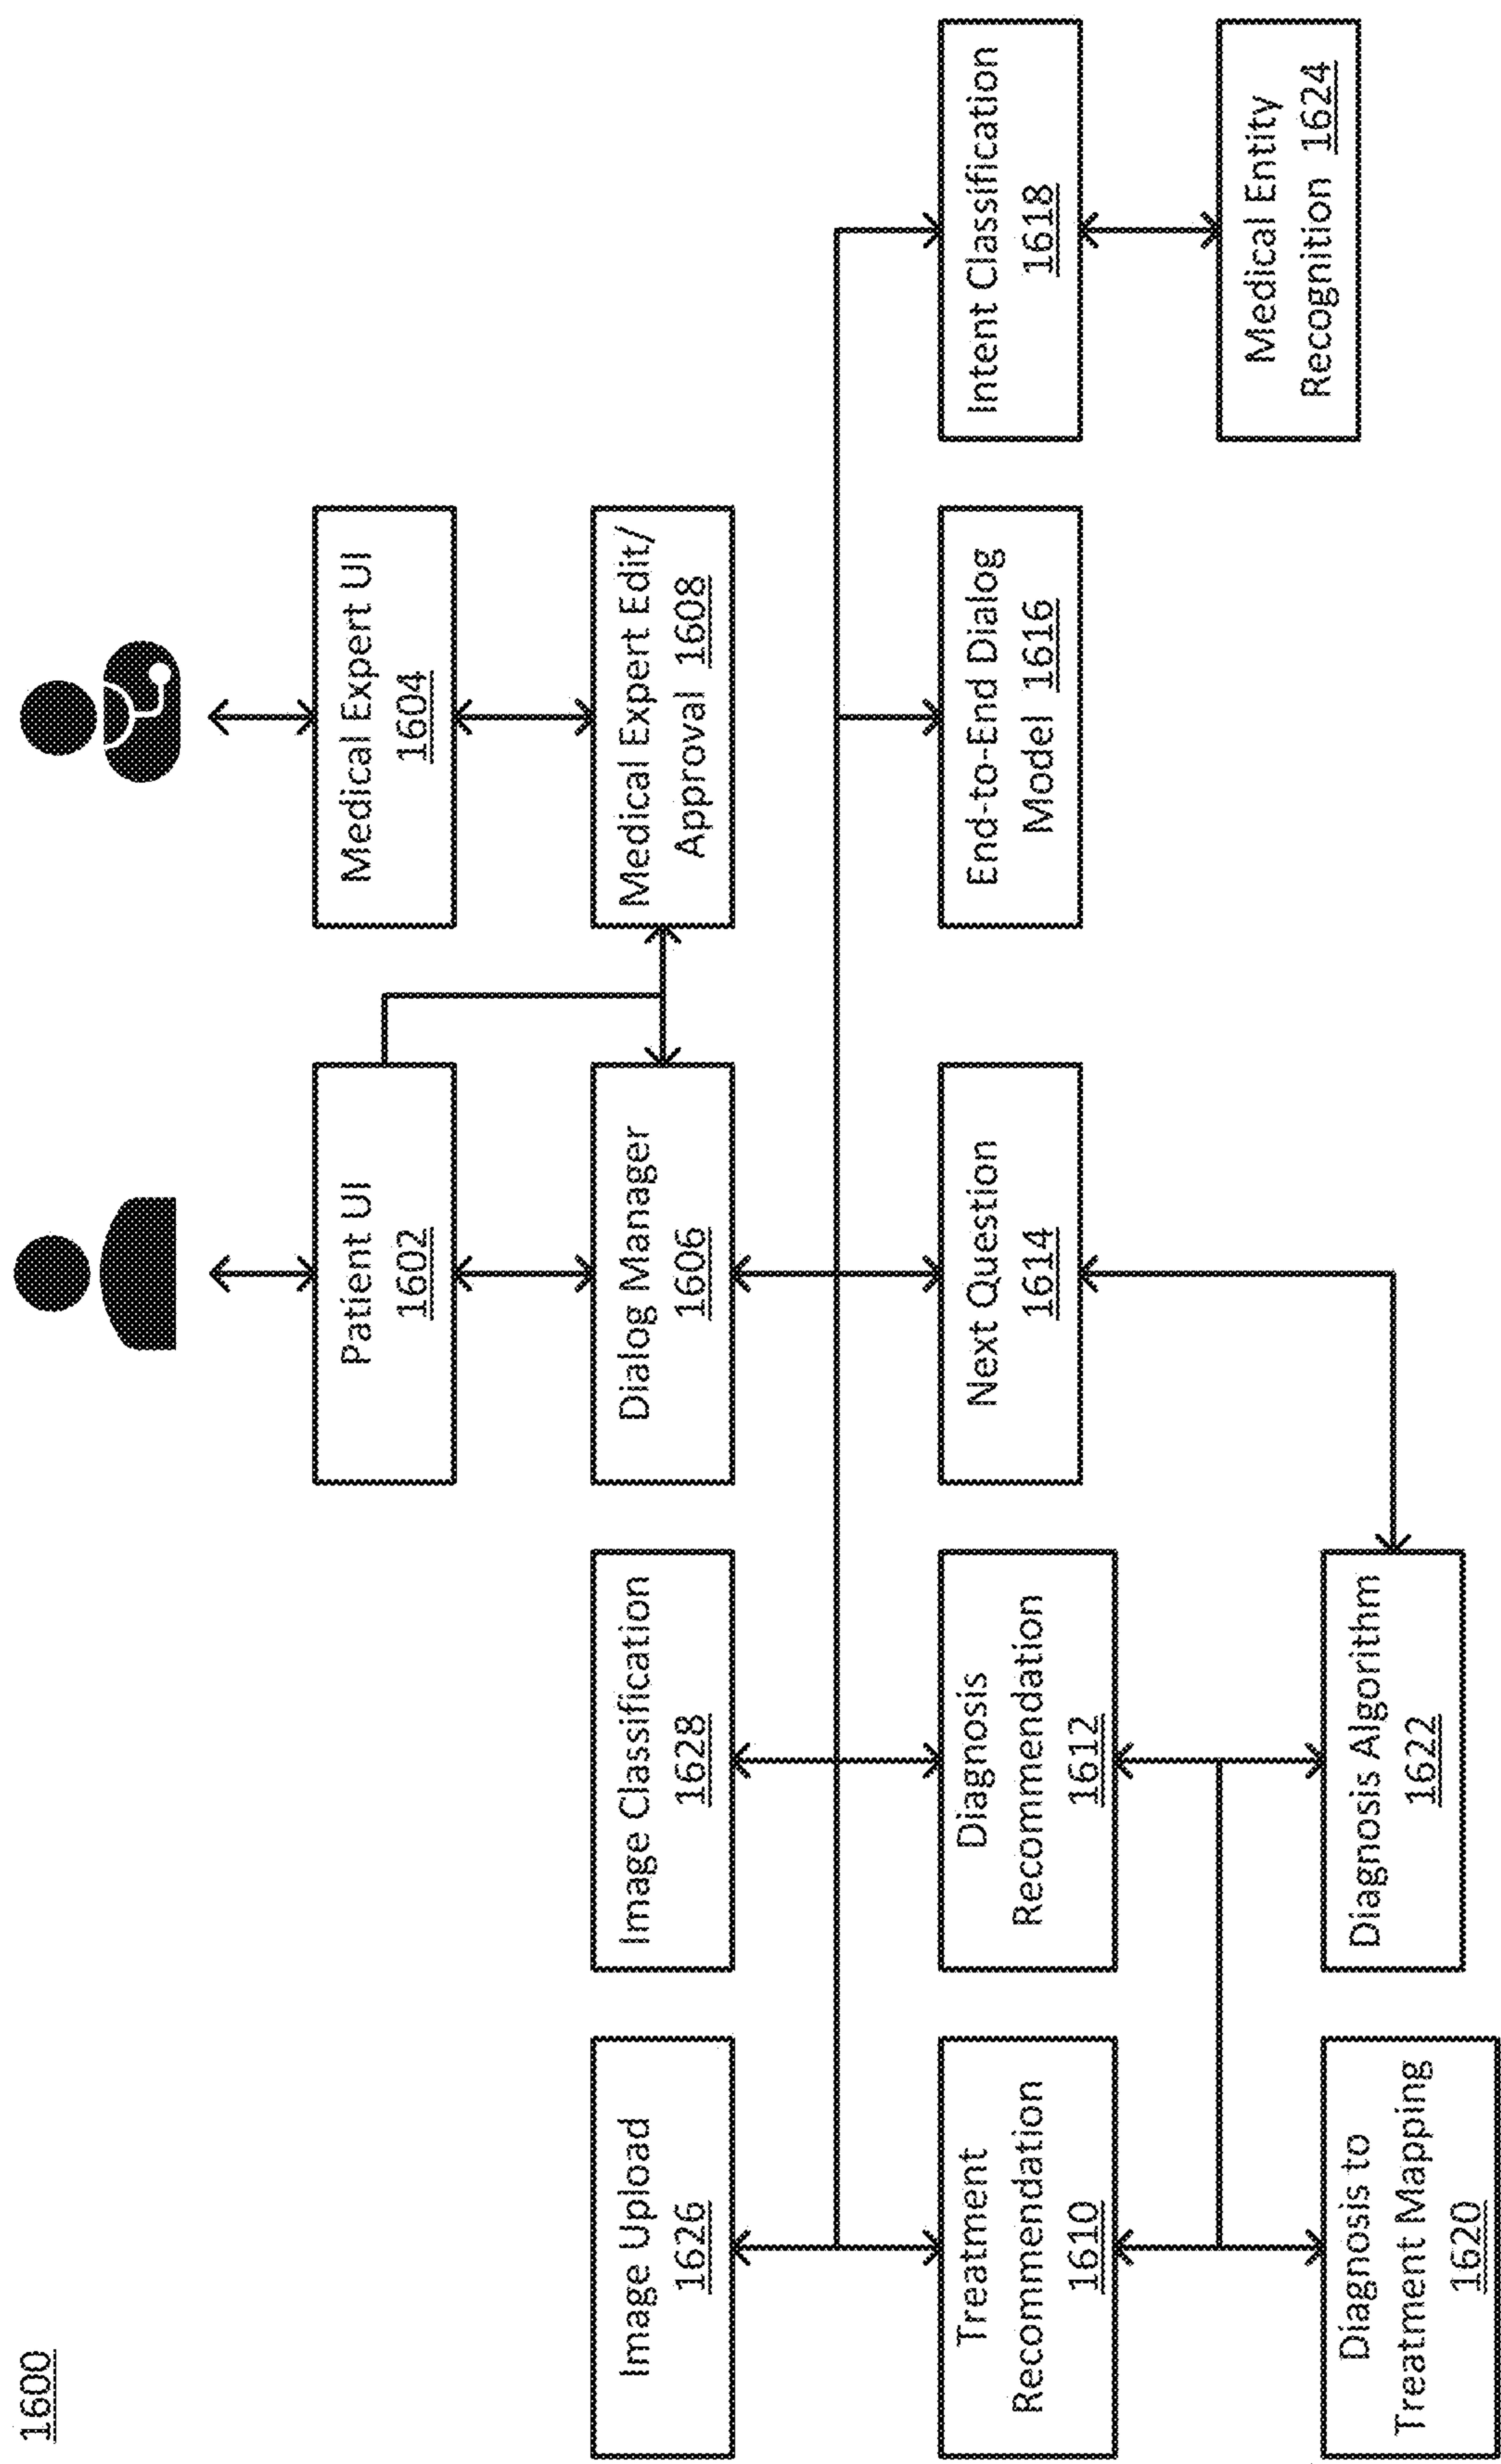 1600
Patient UI
1602
Medical Expert UI
1604
Image Upload
1626
Image Classification
1628
Dialog Manager
1606
Medical Expert Edit/
Approval 1608
Treatment
Recommendation
1610
Diagnosis
Recommendation
1612
Next Question
1614
End-to-End Dialog
Model 1616
Intent Classification
1618
Diagnosis to
Treatment Mapping
1620
Diagnosis Algorithm
1622
Medical Entity
Recognition 1624